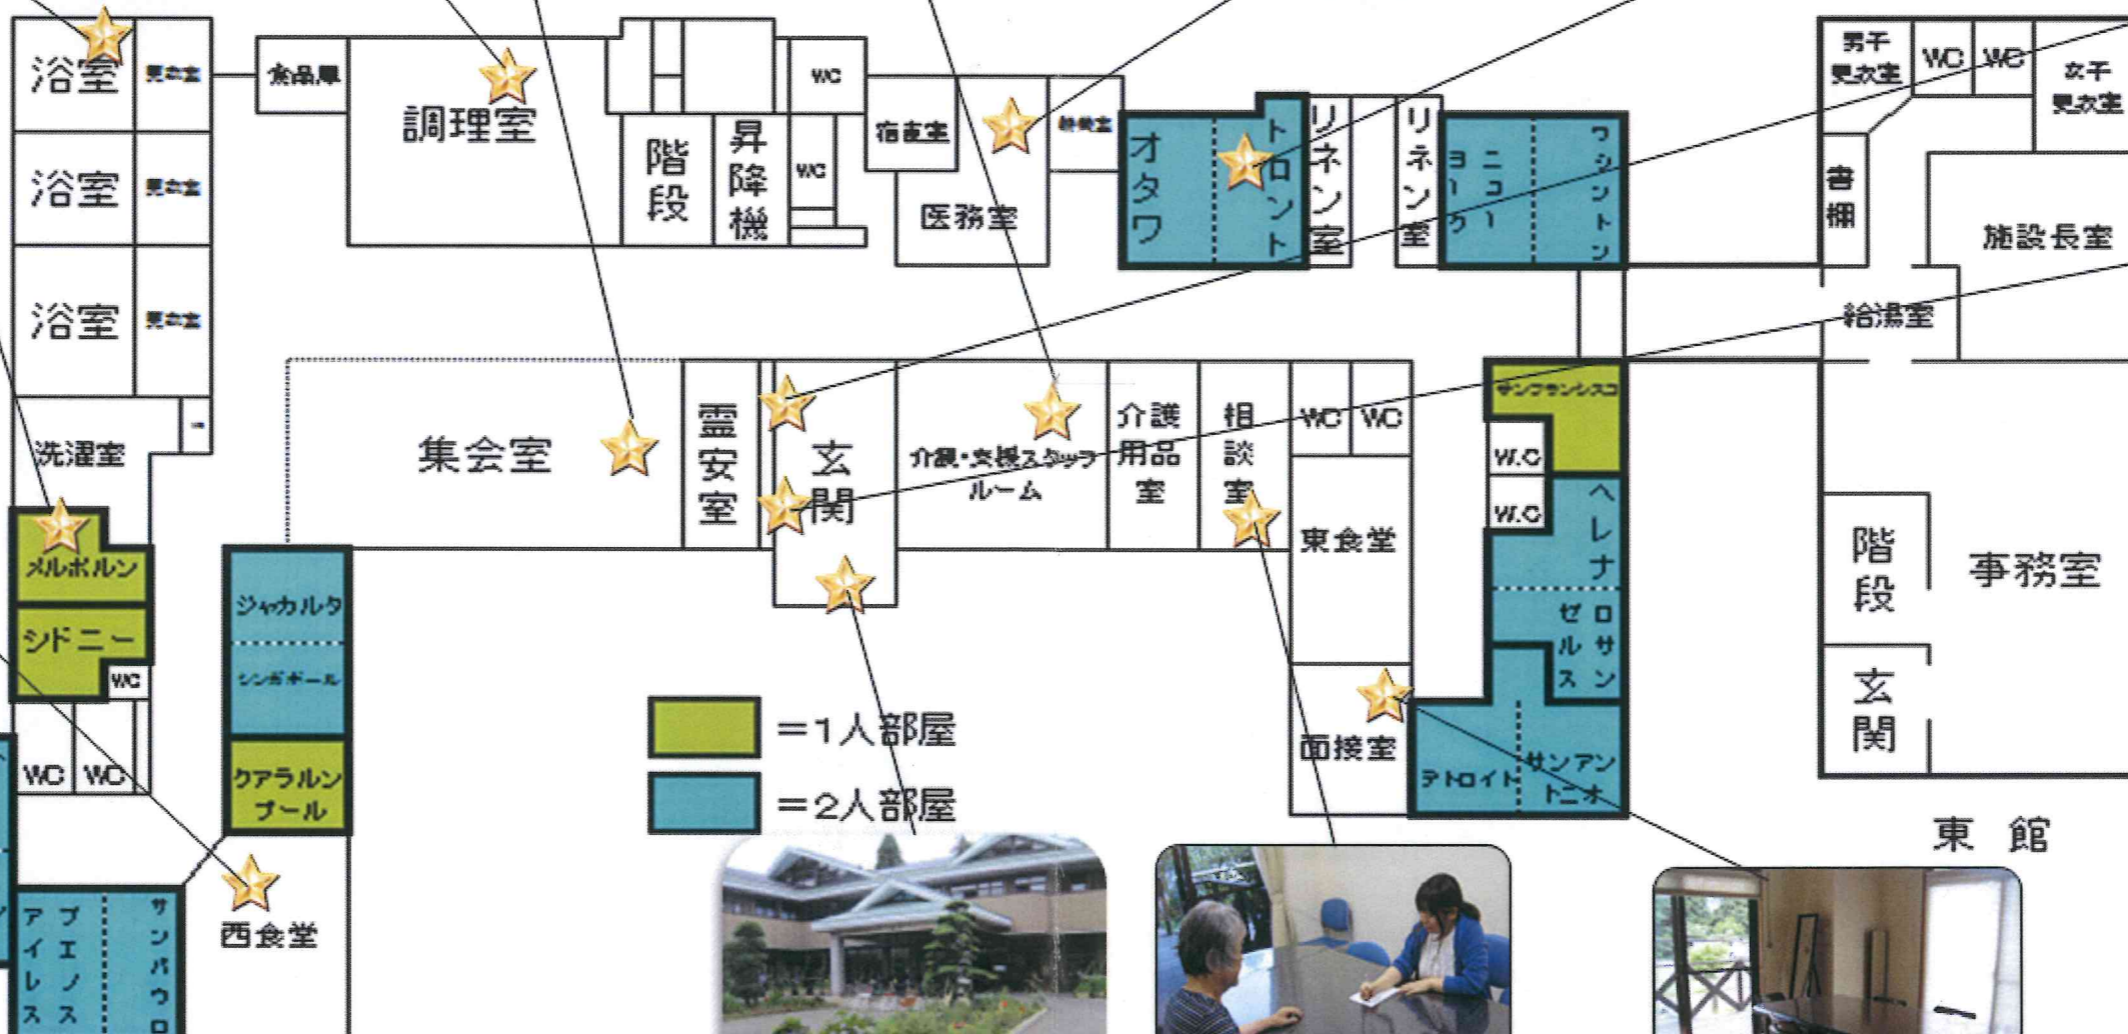 浴室
更衣室
食品庫
調理室
階段
昇降機
WC
WC
宿直室
医務室
静養室
オタワ
トロント
リネン室
リネン室
ニューヨーク
ワシントン
男子
更衣室
WC
WC
女子
更衣室
書棚
施設長室
給湯室
浴室
更衣室
浴室
更衣室
洗濯室
集会室
霊安室
玄関
介護・支援スタッフ
ルーム
介護
用品
室
相談室
WC
WC
東食堂
面接室
サンフランシスコ
W.C
W.C
ヘレナ
ロサン
ゼルス
デトロイト
サンアン
トニオ
階段
事務室
玄関
東館
メルボルン
シドニー
WC
WC
WC
ジャカルタ
シンガポール
クアラルン
プール
=1人部屋
=2人部屋
西食堂
ブエノス
アイレス
サンパウロ